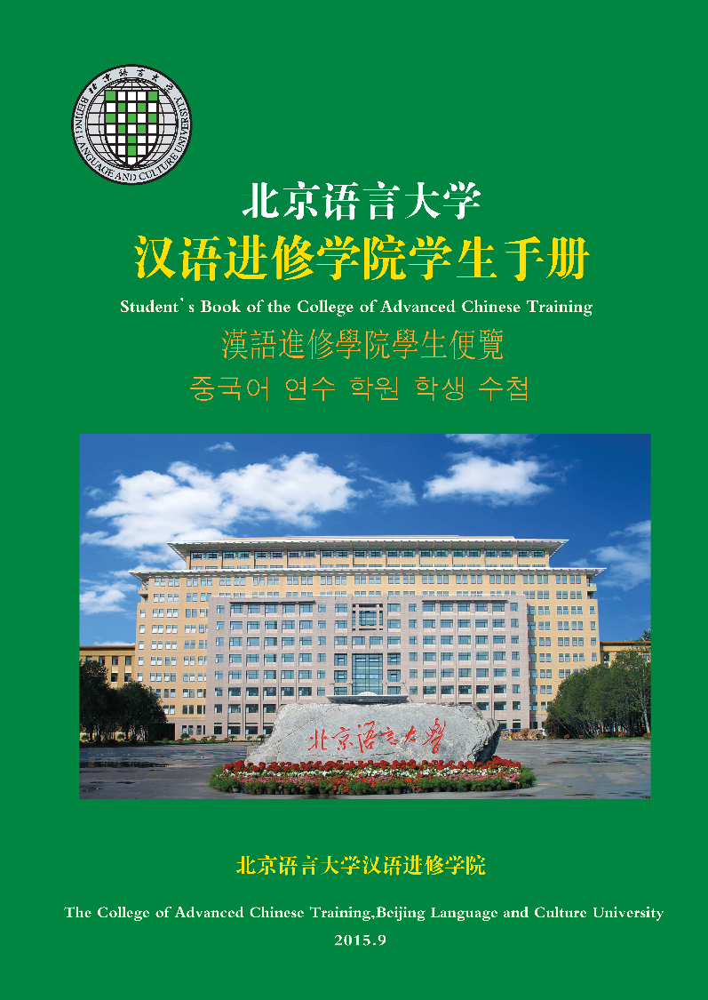 北京语言大学
BEIJING LANGUAGE AND CULTURE UNIVERSITY
北京语言大学
汉语进修学院学生手册
Student`s Book of the College of Advanced Chinese Training
漢語進修學院學生便覽
중국어 연수 학원 학생 수첩
北京语言大學
北京语言大学汉语进修学院
The College of Advanced Chinese Training,Beijing Language and Culture University
2015.9